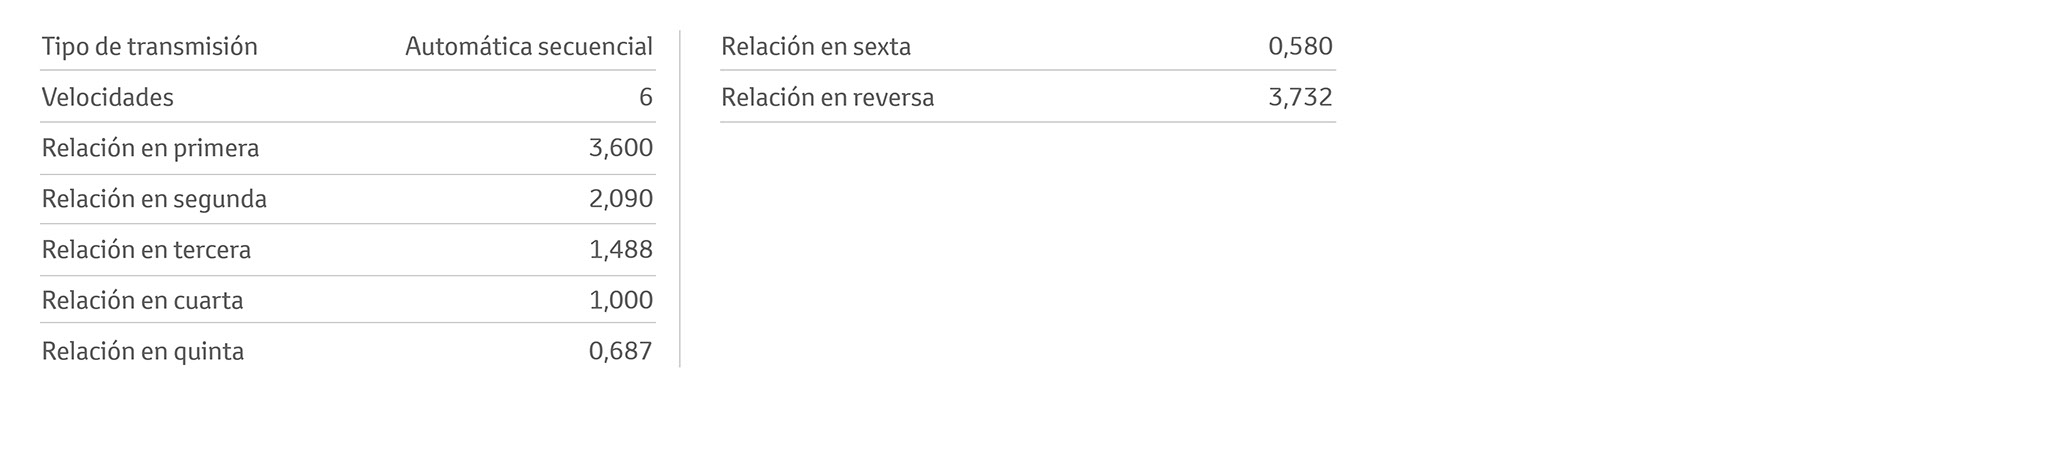 Tipo de transmisión Automática secuencial
Velocidades 6
Relación en primera 3,600
Relación en segunda 2,090
Relación en tercera 1,488
Relación en cuarta 1,000
Relación en quinta 0,687
Relación en sexta 0,580
Relación en reversa 3,732